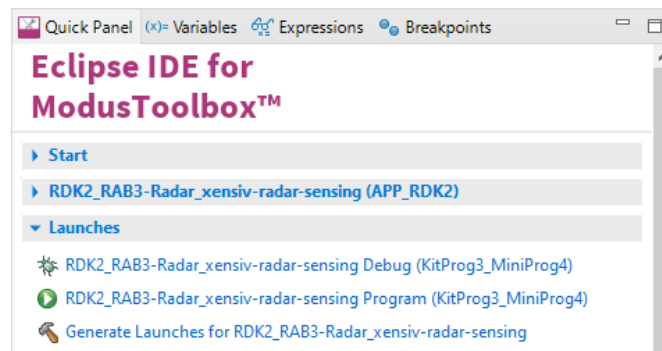 Quick Panel (x)= Variables Expressions Breakpoints
Eclipse IDE for
ModusToolbox™
Start
RDK2_RAB3-Radar_xensiv-radar-sensing (APP_RDK2)
Launches
RDK2_RAB3-Radar_xensiv-radar-sensing Debug (KitProg3_MiniProg4)
RDK2_RAB3-Radar_xensiv-radar-sensing Program (KitProg3_MiniProg4)
Generate Launches for RDK2_RAB3-Radar_xensiv-radar-sensing